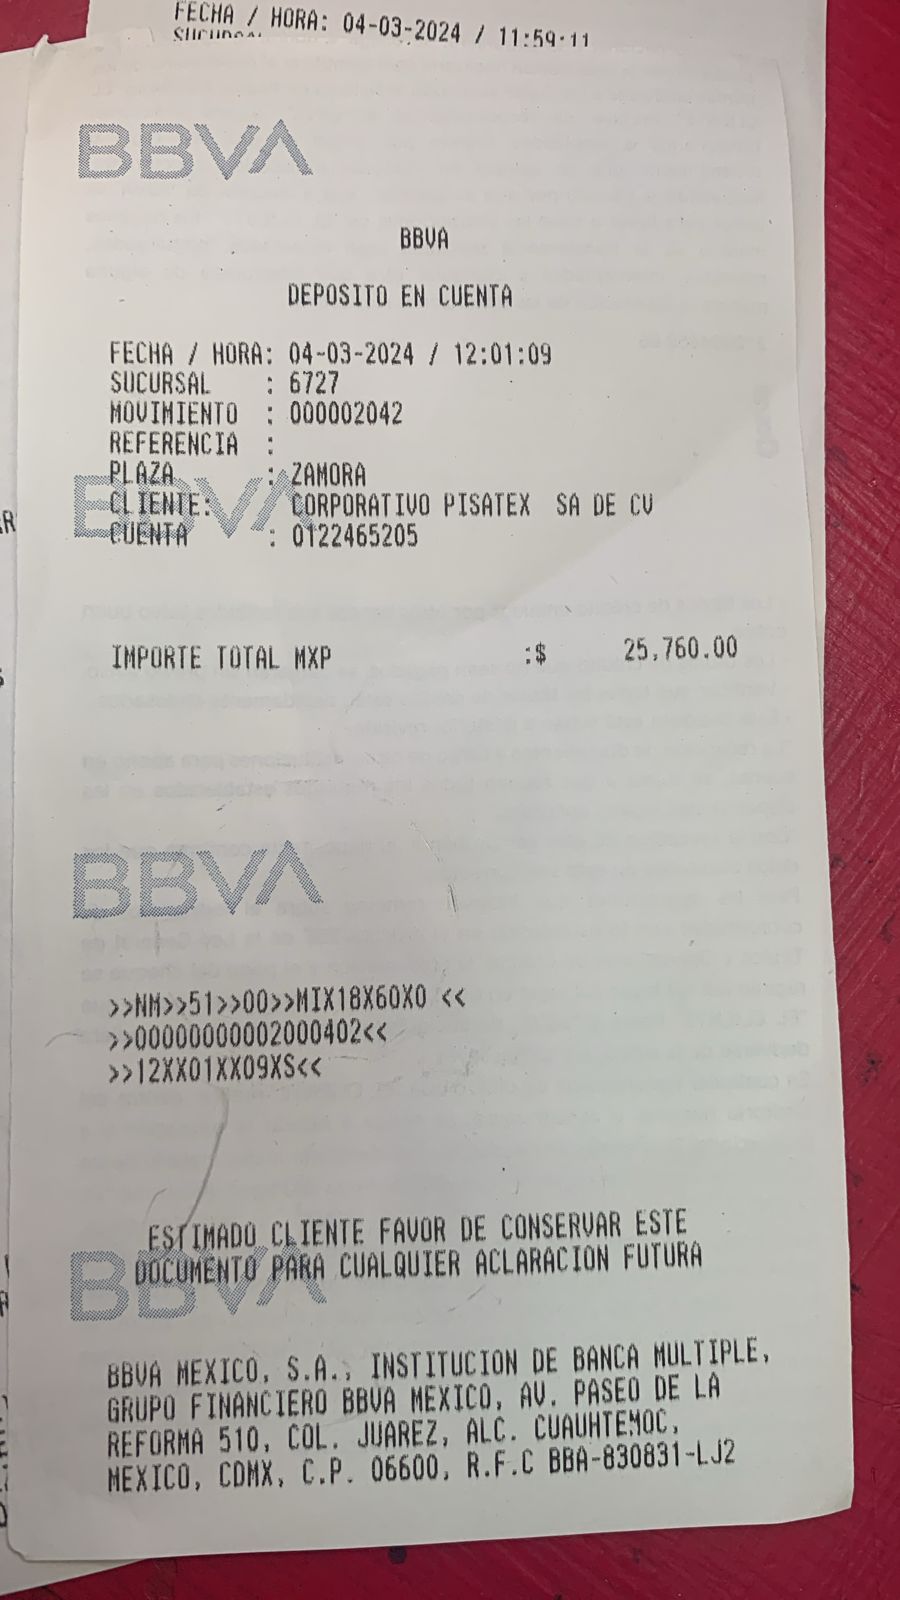 FECHA / HORA: 04-03-2024 / 11:59:11
BBVA
BBVA
DEPOSITO EN CUENTA
FECHA / HORA: 04-03-2024 / 12:01:09
SUCURSAL : 6727
MOVIMIENTO : 000002042
REFERENCIA :
PLAZA : ZAMORA
BBVA
CLIENTE: CORPORATIVO PISATEX SA DE CV
CUENTA : 0122465205
IMPORTE TOTAL MXP :$ 25,760.00
BBVA
>>NM>>51>>00>>MIX18X60X0 <<
>>00000000002000402<<
>>12XX01XX09XS<<
ESTIMADO CLIENTE FAVOR DE CONSERVAR ESTE
DOCUMENTO PARA CUALQUIER ACLARACION FUTURA
BBVA
BBVA MEXICO, S.A., INSTITUCION DE BANCA MULTIPLE,
GRUPO FINANCIERO BBVA MEXICO, AV. PASEO DE LA
REFORMA 510, COL. JUAREZ, ALC. CUAUHTEMOC,
MEXICO, CDMX, C.P. 06600, R.F.C BBA-830831-LJ2